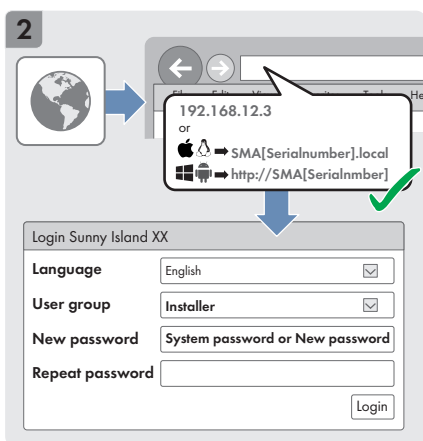 2
192.168.12.3
or
SMA[Serialnumber].local
http://SMA[Serialnmber]
Login Sunny Island XX
Language English
User group Installer
New password System password or New password
Repeat password
Login